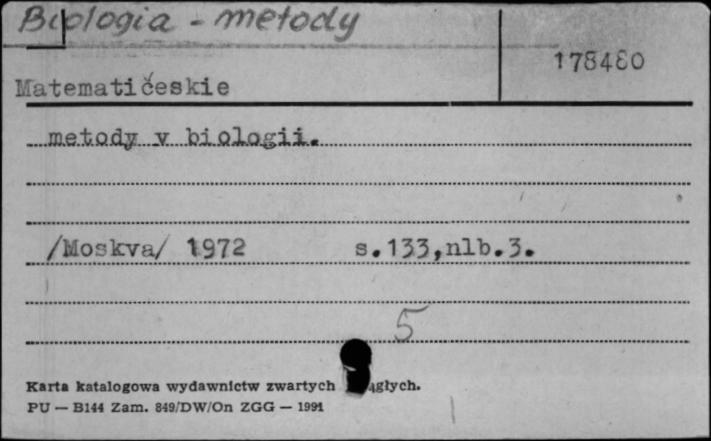 Biologia - metody
178480
Matematičeskie
metody v biologii.
/Moskva/ 1972 s.133,nlb.3.
5
Karta katalogowa wydawnictw zwartych
PU — B144 Zam. 849/DW/On ZGG — 1991